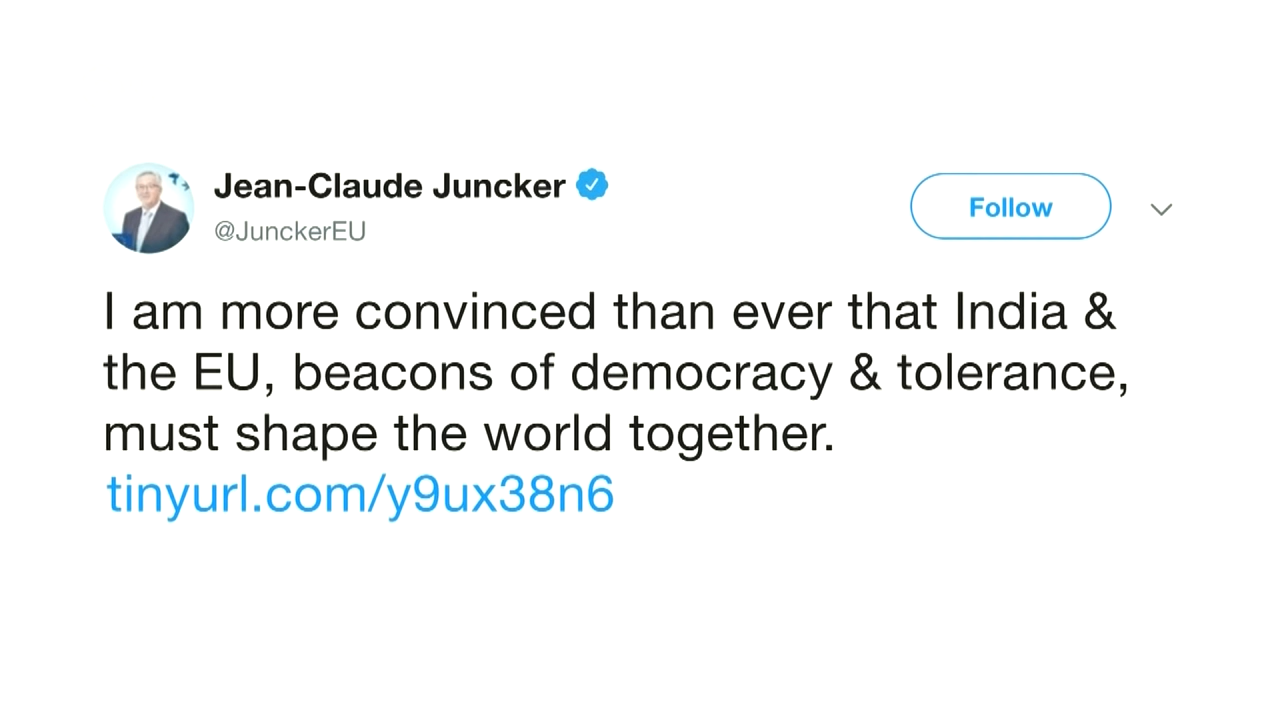 Jean-Claude Juncker
@JunckerEU
Follow
I am more convinced than ever that India &
the EU, beacons of democracy & tolerance,
must shape the world together.
tinyurl.com/y9ux38n6